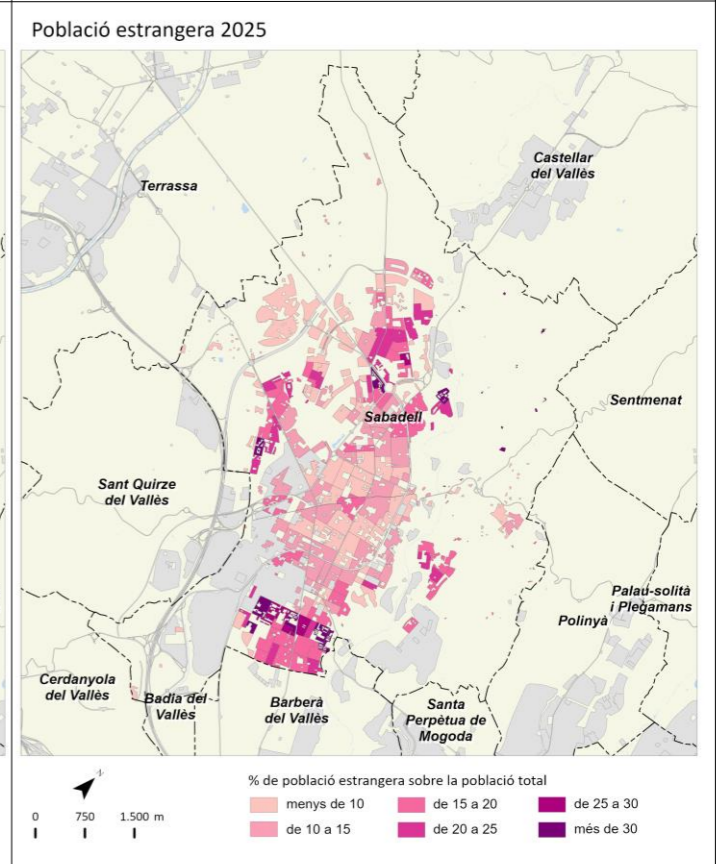 Població estrangera 2025
Terrassa
Castellar
del Vallès
Sabadell
Sentmenat
Sant Quirze
del Vallès
Palau-solità
i Plegamans
Polinyà
Cerdanyola
del Vallès
Badia del
Vallès
Barberà
del Vallès
Santa
Perpètua de
Mogoda
0 750 1.500 m
% de població estrangera sobre la població total
menys de 10
de 15 a 20
de 25 a 30
de 10 a 15
de 20 a 25
més de 30